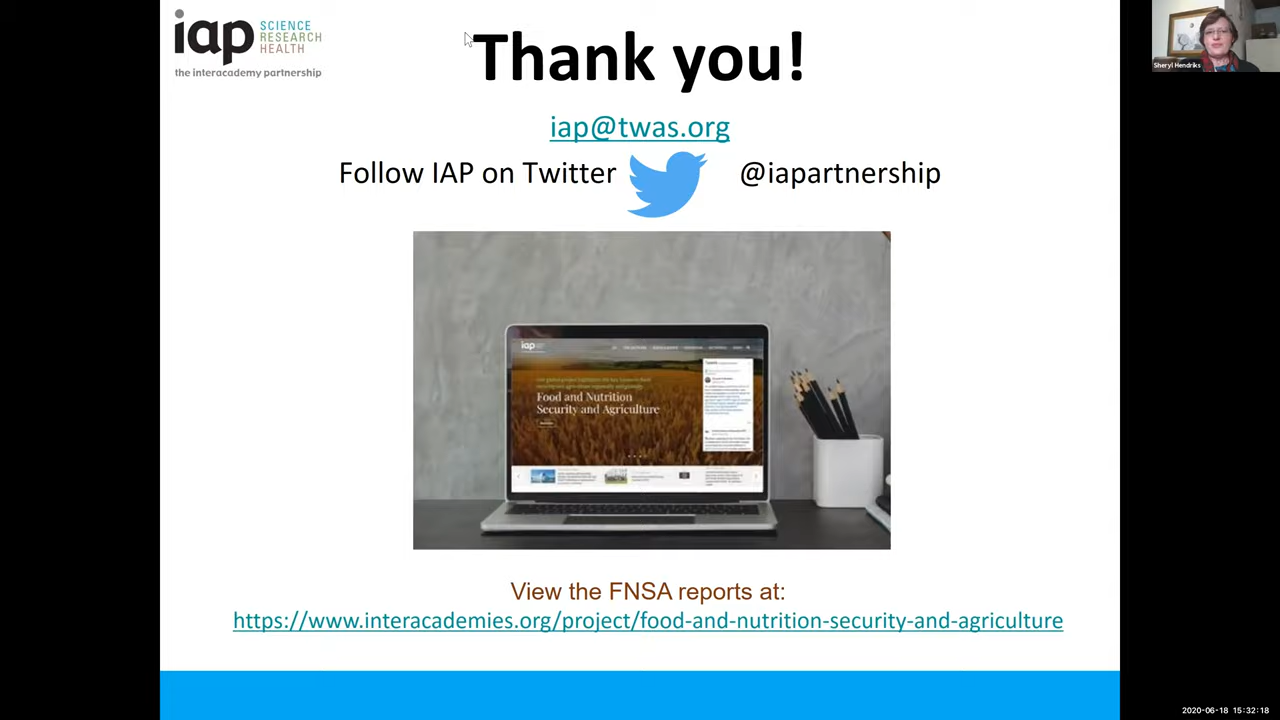 iap SCIENCE
RESEARCH
HEALTH
the interacademy partnership
Thank you!
iap@twas.org
Follow IAP on Twitter @iapartnership
iap
Food and Nutrition
Security and Agriculture
View the FNSA reports at:
https://www.interacademies.org/project/food-and-nutrition-security-and-agriculture
Sheryl Hendriks
2020-06-18 15:32:18